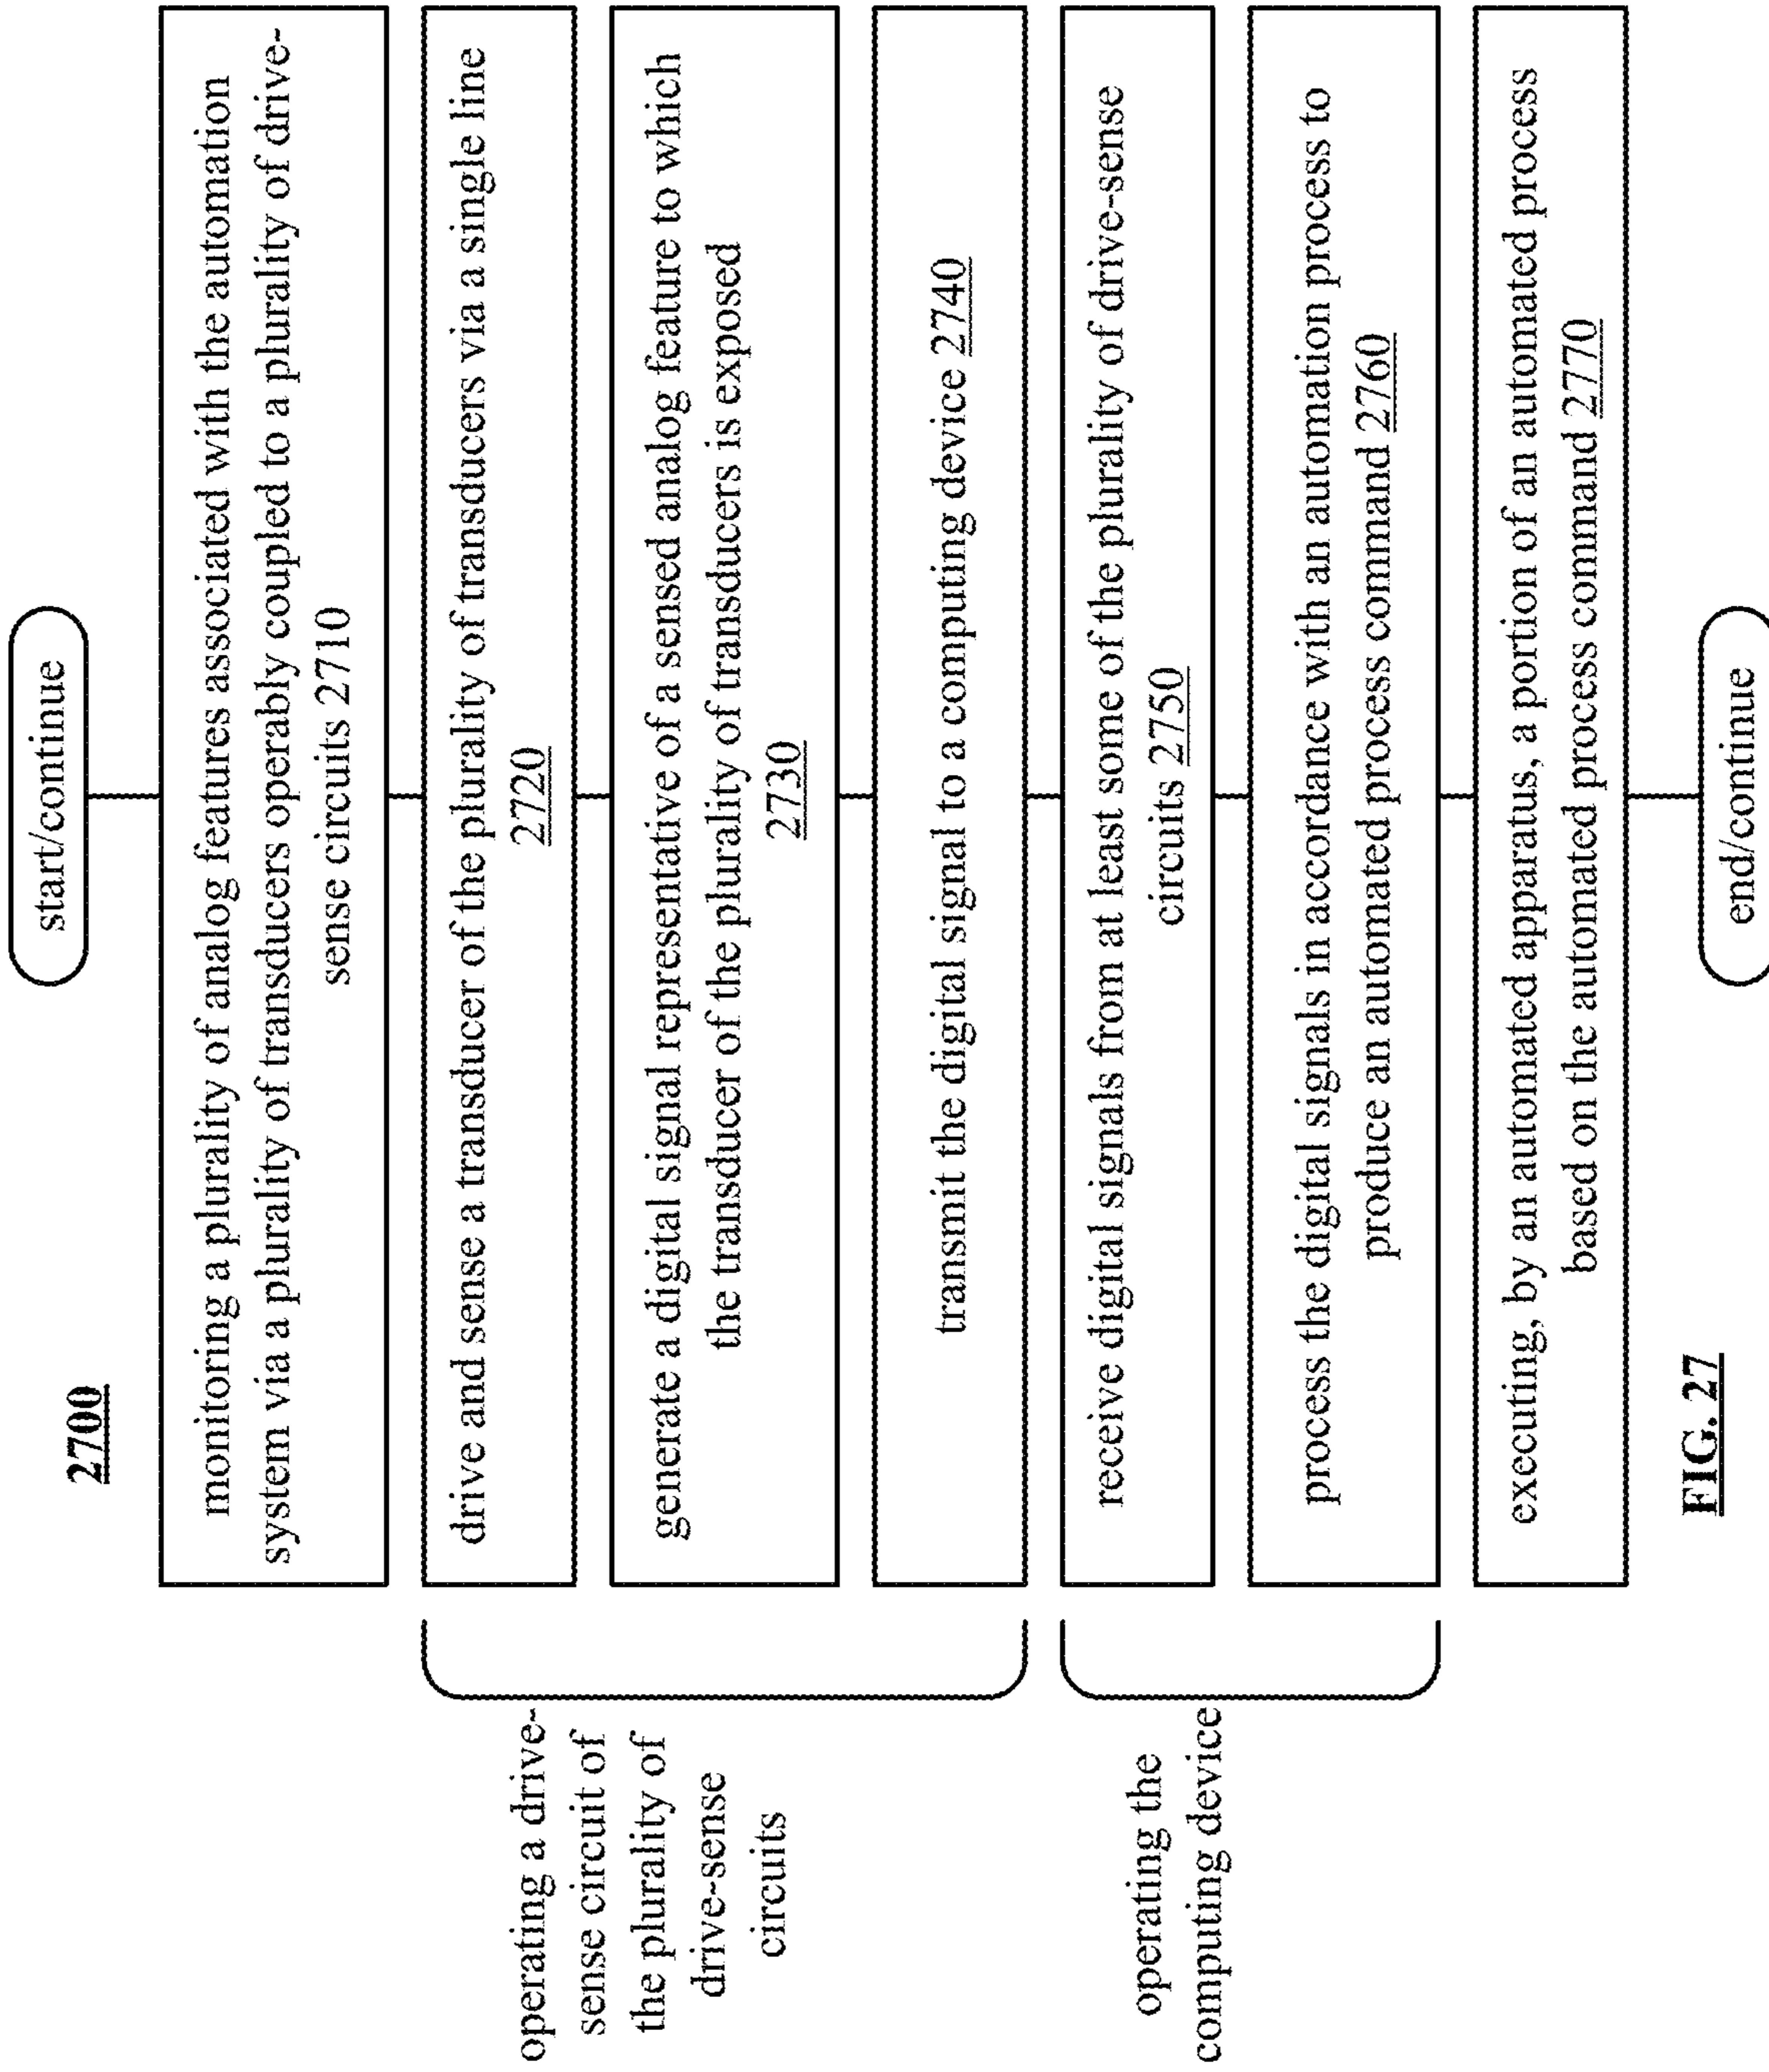 2700
start/continue
monitoring a plurality of analog features associated with the automation
system via a plurality of transducers operably coupled to a plurality of drive-
sense circuits 2710
operating a drive-
sense circuit of
the plurality of
drive-sense
circuits
drive and sense a transducer of the plurality of transducers via a single line
2720
generate a digital signal representative of a sensed analog feature to which
the transducer of the plurality of transducers is exposed
2730
transmit the digital signal to a computing device 2740
operating the
computing device
receive digital signals from at least some of the plurality of drive-sense
circuits 2750
process the digital signals in accordance with an automation process to
produce an automated process command 2760
executing, by an automated apparatus, a portion of an automated process
based on the automated process command 2770
end/continue
FIG. 27